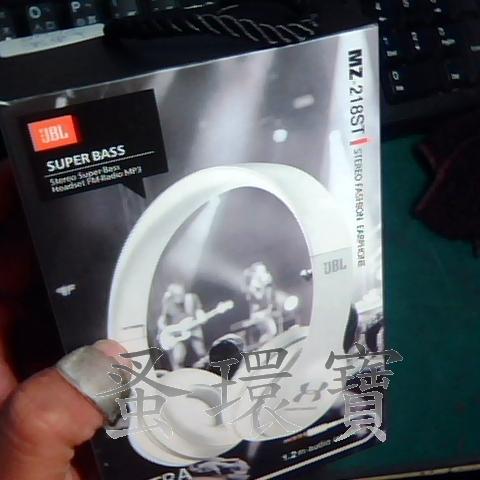 JBL
SUPER BASS
Stereo Super-Bass
Headset FM-Radio MP3
MZ-218ST
STEREO FASHION EARPHONE
JBL
蚤環寶
1.2m-audio